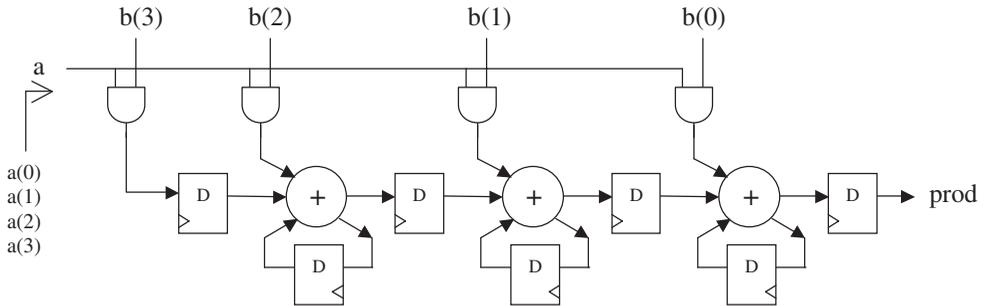 b(3) b(2) b(1) b(0)
a
a(0)
a(1)
a(2)
a(3)
D + D + D + D prod
D D D